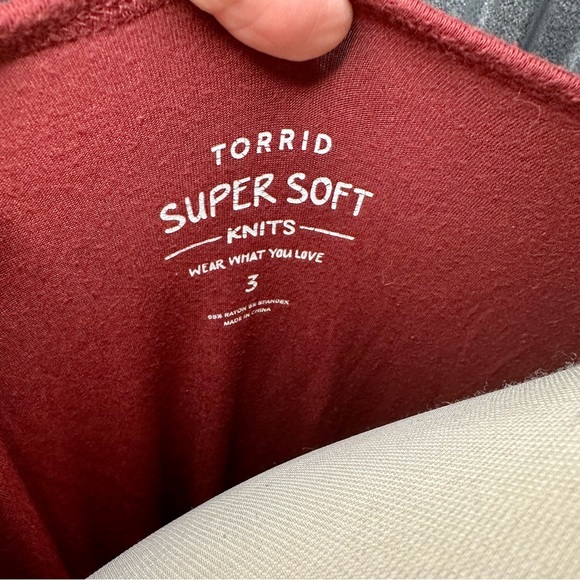 TORRID
SUPER SOFT
KNITS
WEAR WHAT YOU LOVE
3
95% RAYON 5% SPANDEX
MADE IN CHINA